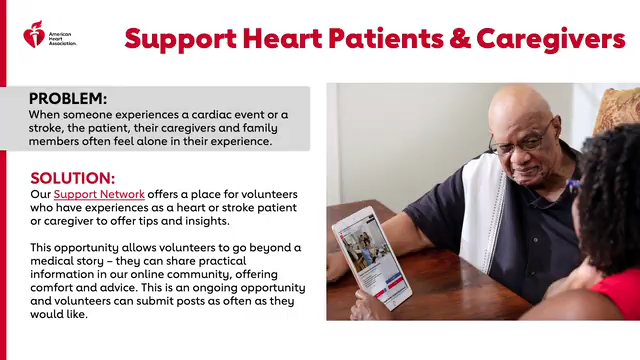 American
Heart
Association.
Support Heart Patients & Caregivers
PROBLEM:
When someone experiences a cardiac event or a
stroke, the patient, their caregivers and family
members often feel alone in their experience.
SOLUTION:
Our Support Network offers a place for volunteers
who have experiences as a heart or stroke patient
or caregiver to offer tips and insights.
This opportunity allows volunteers to go beyond a
medical story – they can share practical
information in our online community, offering
comfort and advice. This is an ongoing opportunity
and volunteers can submit posts as often as they
would like.